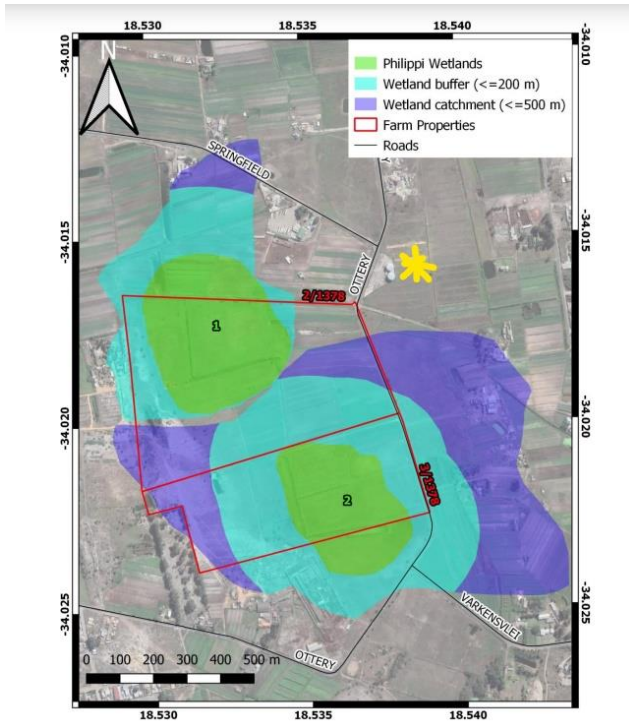 18.530 18.535 18.540
-34.010
-34.010
N
Philippi Wetlands
Wetland buffer (<=200 m)
Wetland catchment (<=500 m)
Farm Properties
Roads
SPRINGFIELD
Y
-34.015
-34.015
OTTERY
2/1378
1
-34.020
-34.020
3/1378
2
-34.025
-34.025
VARKENSVLEI
OTTERY
0 100 200 300 400 500 m
18.530 18.535 18.540